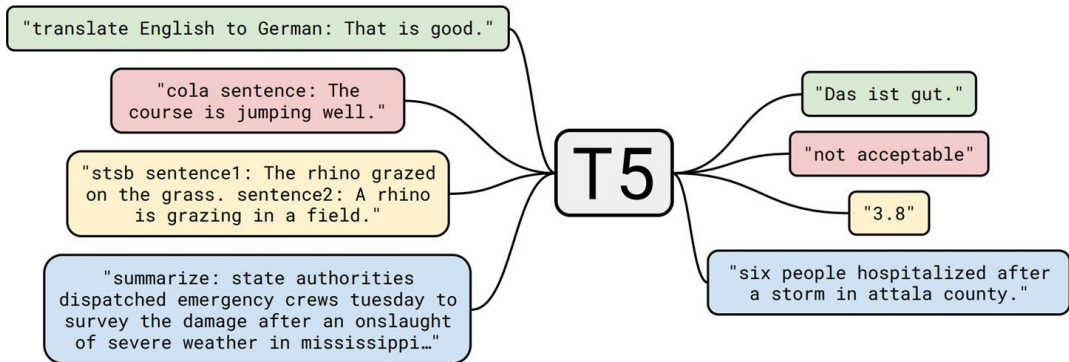 "translate English to German: That is good."
"cola sentence: The
course is jumping well."
"stsb sentence1: The rhino grazed
on the grass. sentence2: A rhino
is grazing in a field."
"summarize: state authorities
dispatched emergency crews tuesday to
survey the damage after an onslaught
of severe weather in mississippi…"
T5
"Das ist gut."
"not acceptable"
"3.8"
"six people hospitalized after
a storm in attala county."